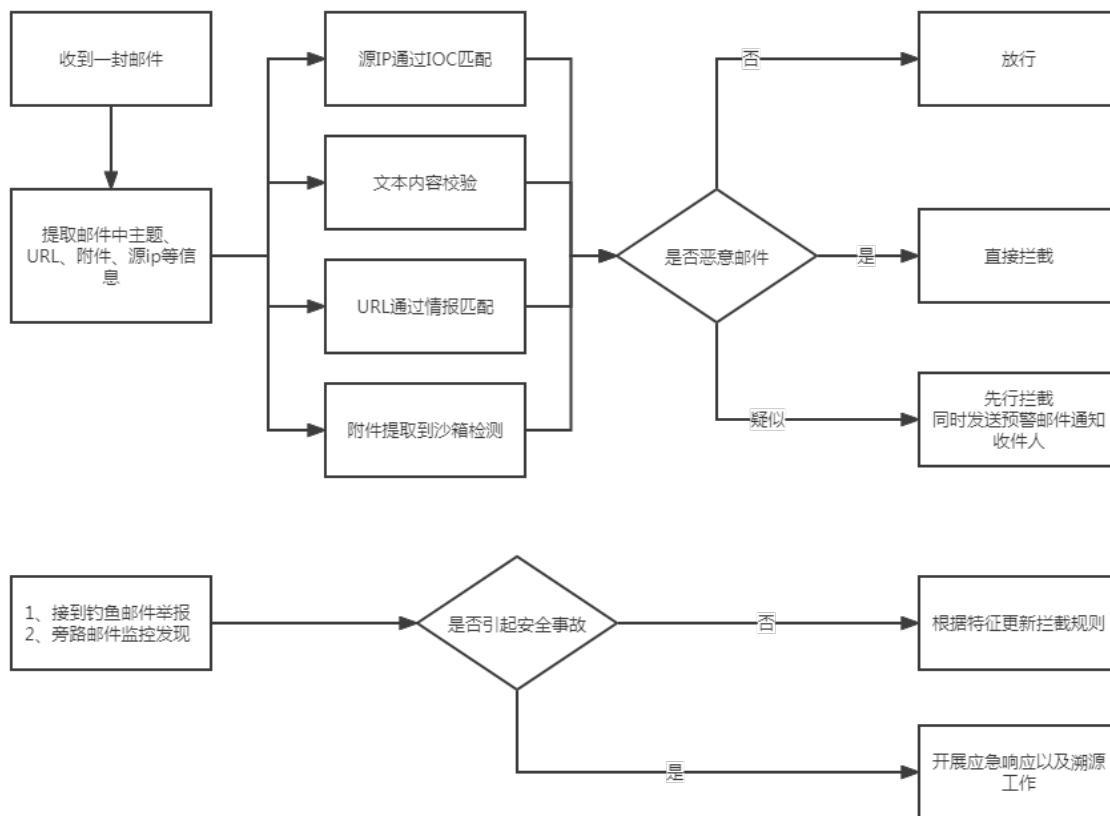 收到一封邮件
提取邮件中主题、
URL、附件、源ip等信
息
源IP通过IOC匹配
文本内容校验
URL通过情报匹配
附件提取到沙箱检测
是否恶意邮件
否
放行
是
直接拦截
疑似
先行拦截
同时发送预警邮件通知
收件人
1、接到钓鱼邮件举报
2、旁路邮件监控发现
是否引起安全事故
否
根据特征更新拦截规则
是
开展应急响应以及溯源
工作